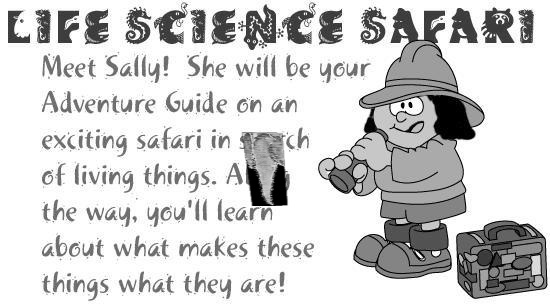 LIFE SCIENCE SAFARI
Meet Sally! She will be your
Adventure Guide on an
exciting safari in
of living things.
the way, you'll learn
about what makes these
things what they are!